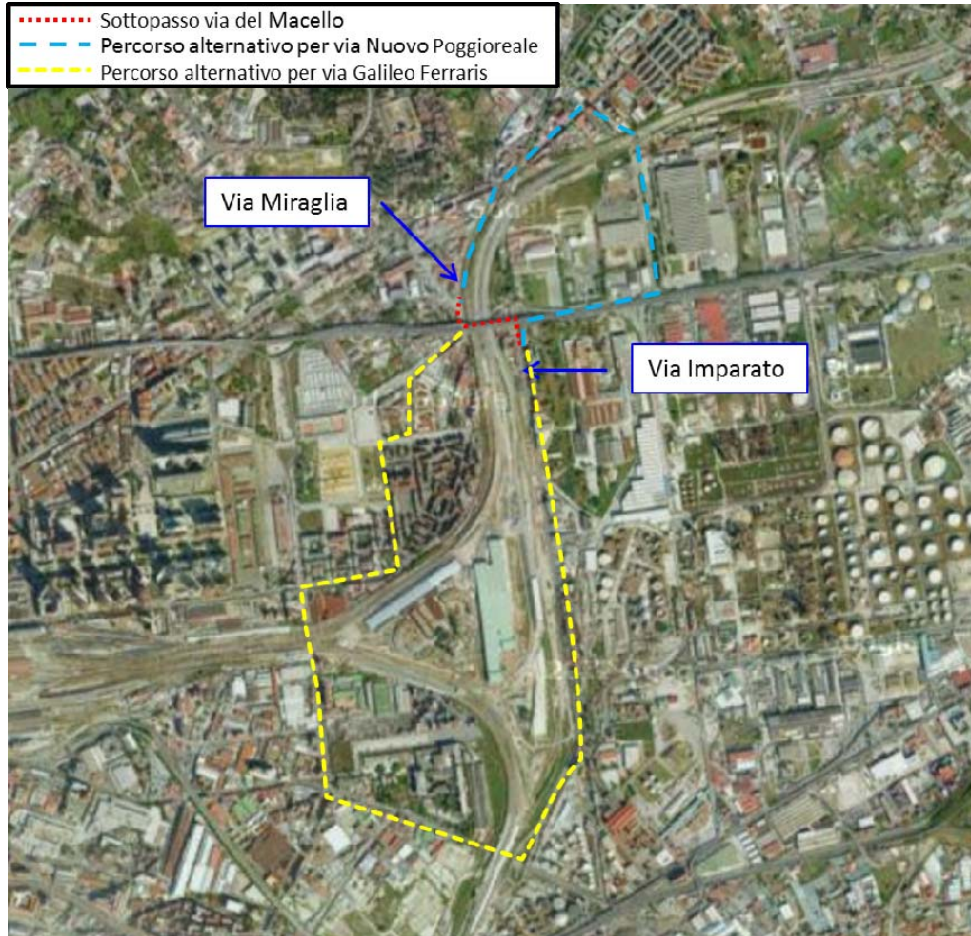 Sottopasso via del Macello
Percorso alternativo per via Nuovo Poggioreale
Percorso alternativo per via Galileo Ferraris
Via Miraglia
Via Imparato